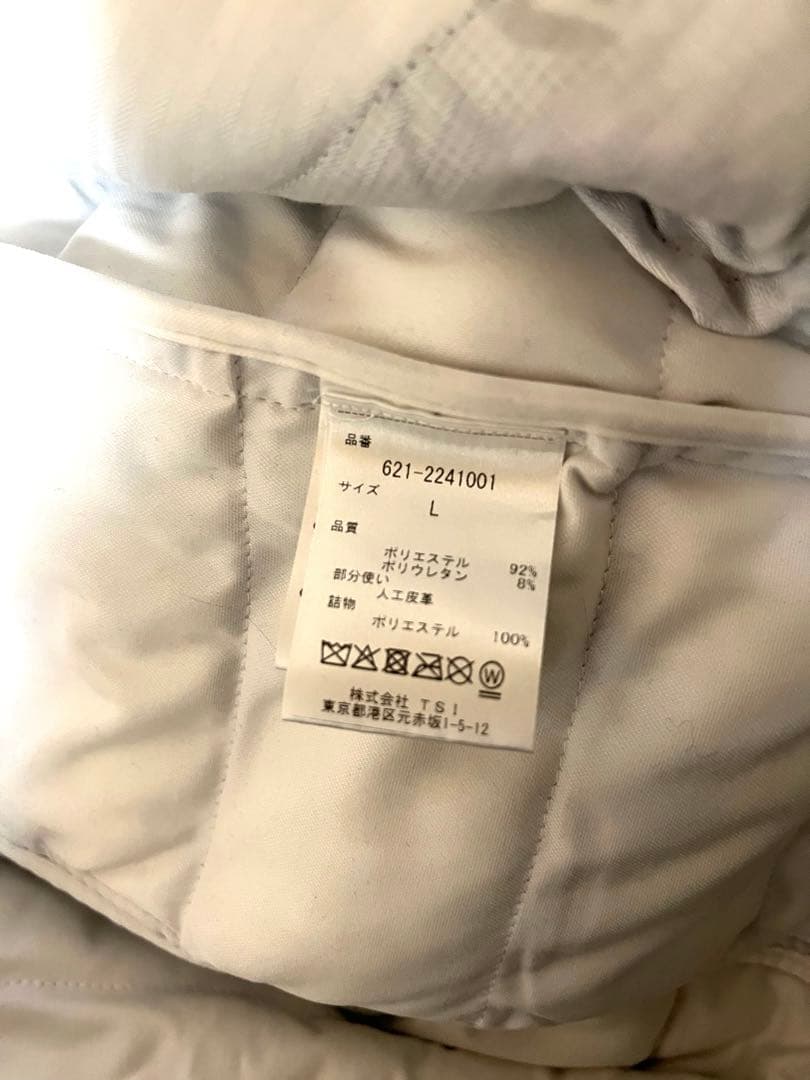 品番
621-2241001
サイズ
L
品質
ポリエステル 92%
ポリウレタン 8%
部分使い
人工皮革
詰物
ポリエステル 100%
W
株式会社 TSI
東京都港区元赤坂1-5-12